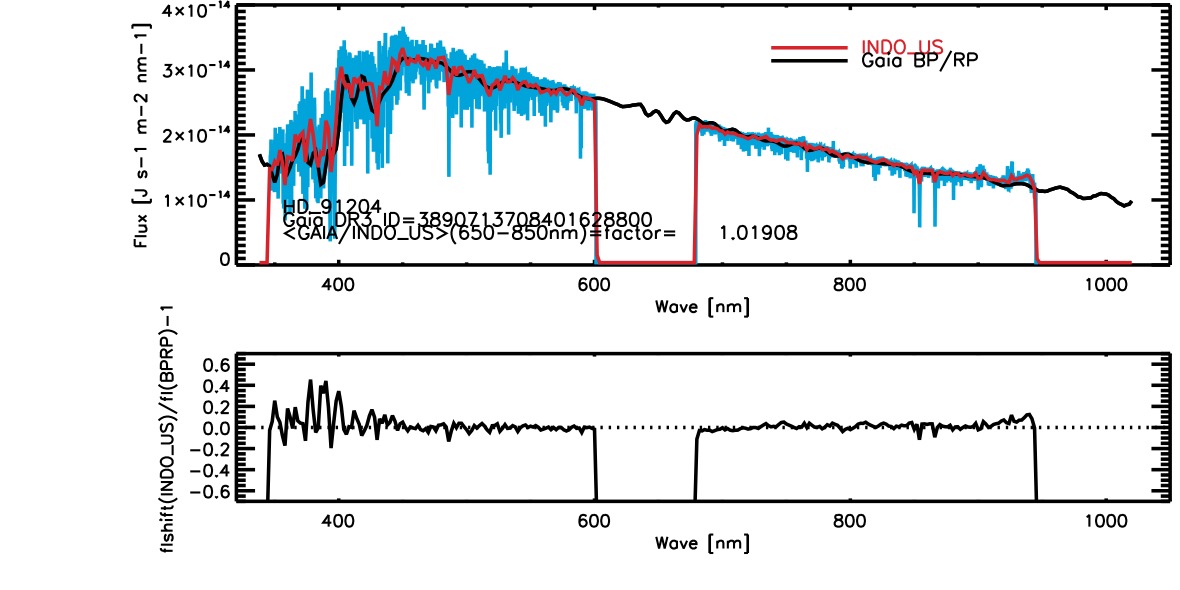 4×10−14
3×10−14
2×10−14
1×10−14
0
Flux [J s−1 m−2 nm−1]
INDO_US
Gaia BP/RP
HD_91204
Gaia DR3 ID=3890713708401628800
<GAIA/INDO_US>(650−850nm)=factor= 1.01908
400 600 800 1000
Wave [nm]
flshift(INDO_US)/fl(BPRP)−1
0.6
0.4
0.2
0.0
−0.2
−0.4
−0.6
400 600 800 1000
Wave [nm]